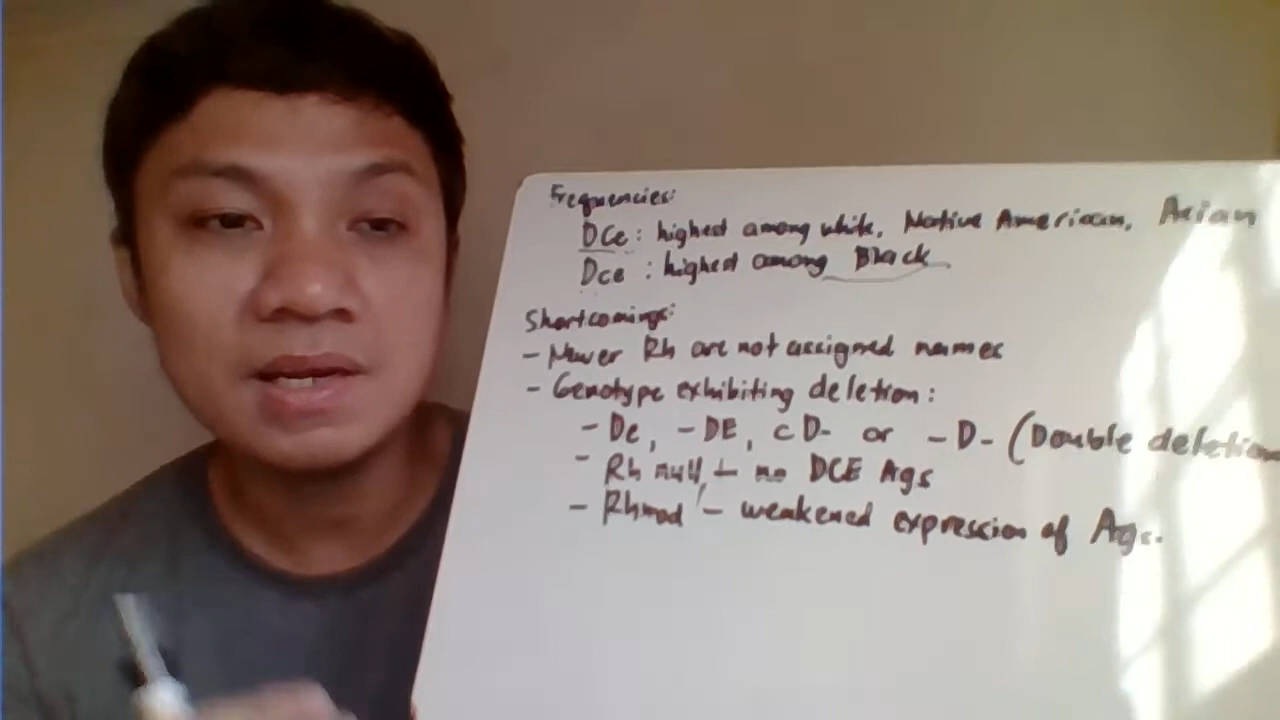 Frequencies:
DCe : highest among white, Native American, Asian
Dce : highest among Black
Shortcomings:
- Newer Rh are not assigned names
- Genotype exhibiting deletion:
- De, -DE, cD- or -D- (Double deletion
- Rh null - no DCE Ags
- Rhmod - weakened expression of Ags.